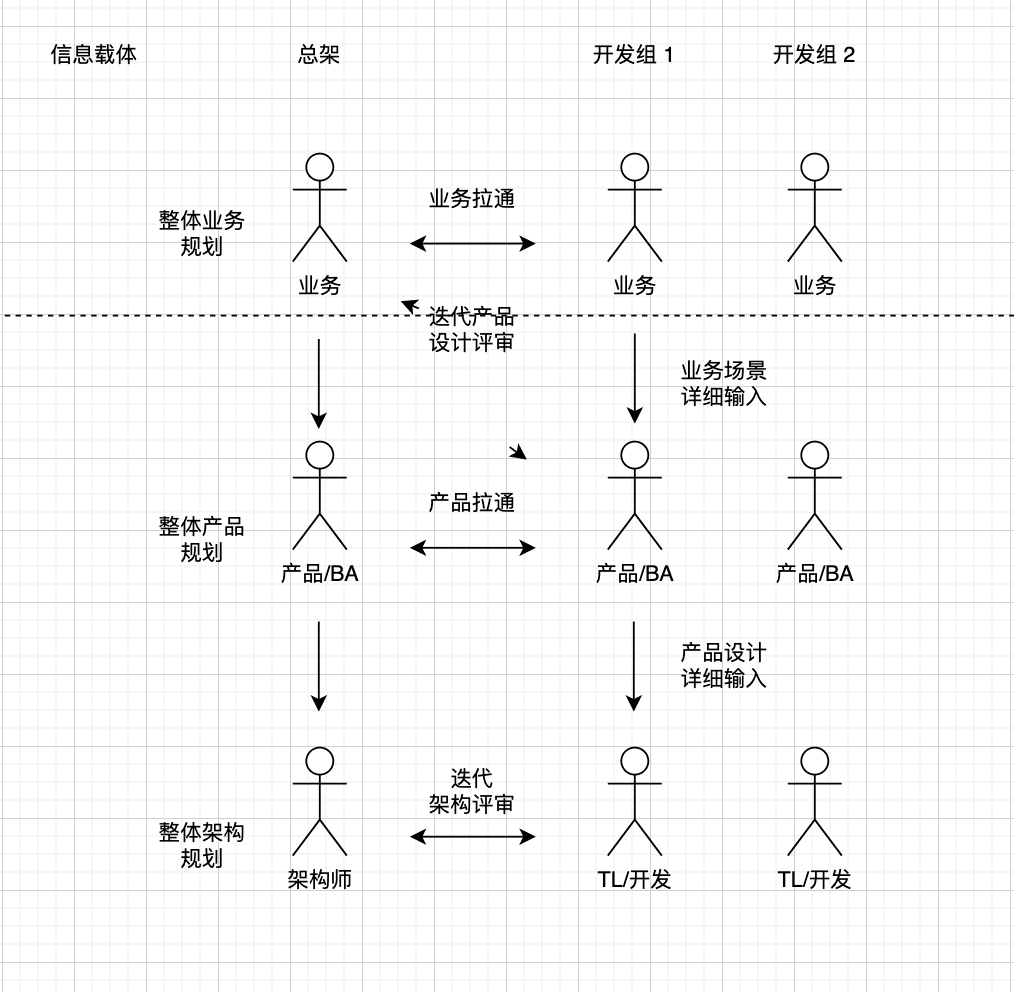 信息载体
总架
开发组 1
开发组 2
业务拉通
整体业务
规划
业务
业务
业务
迭代产品
设计评审
业务场景
详细输入
产品拉通
整体产品
规划
产品/BA
产品/BA
产品/BA
产品设计
详细输入
迭代
架构评审
整体架构
规划
架构师
TL/开发
TL/开发